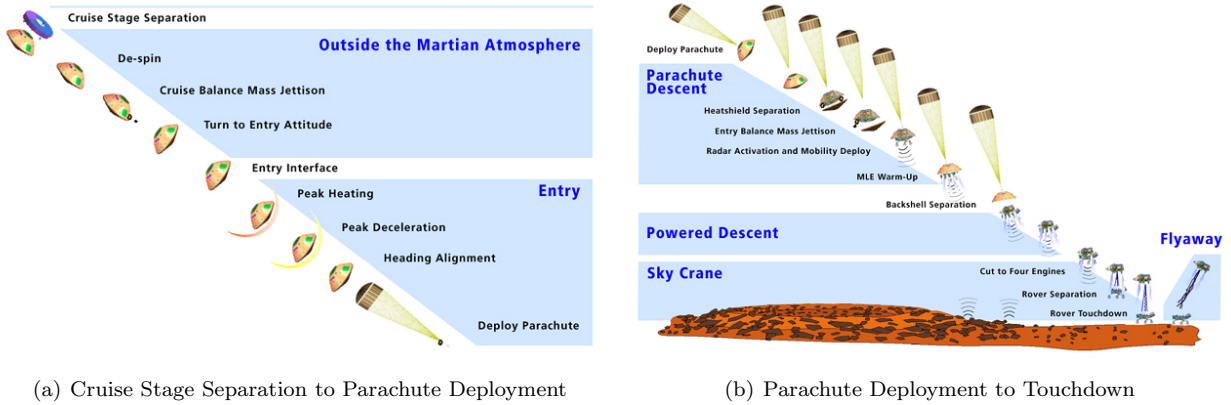 Cruise Stage Separation
Outside the Martian Atmosphere
De-spin
Cruise Balance Mass Jettison
Turn to Entry Attitude
Entry Interface
Entry
Peak Heating
Peak Deceleration
Heading Alignment
Deploy Parachute
(a) Cruise Stage Separation to Parachute Deployment
Deploy Parachute
Parachute
Descent
Heatshield Separation
Entry Balance Mass Jettison
Radar Activation and Mobility Deploy
MLE Warm-Up
Backshell Separation
Powered Descent
Flyaway
Sky Crane
Cut to Four Engines
Rover Separation
Rover Touchdown
(b) Parachute Deployment to Touchdown